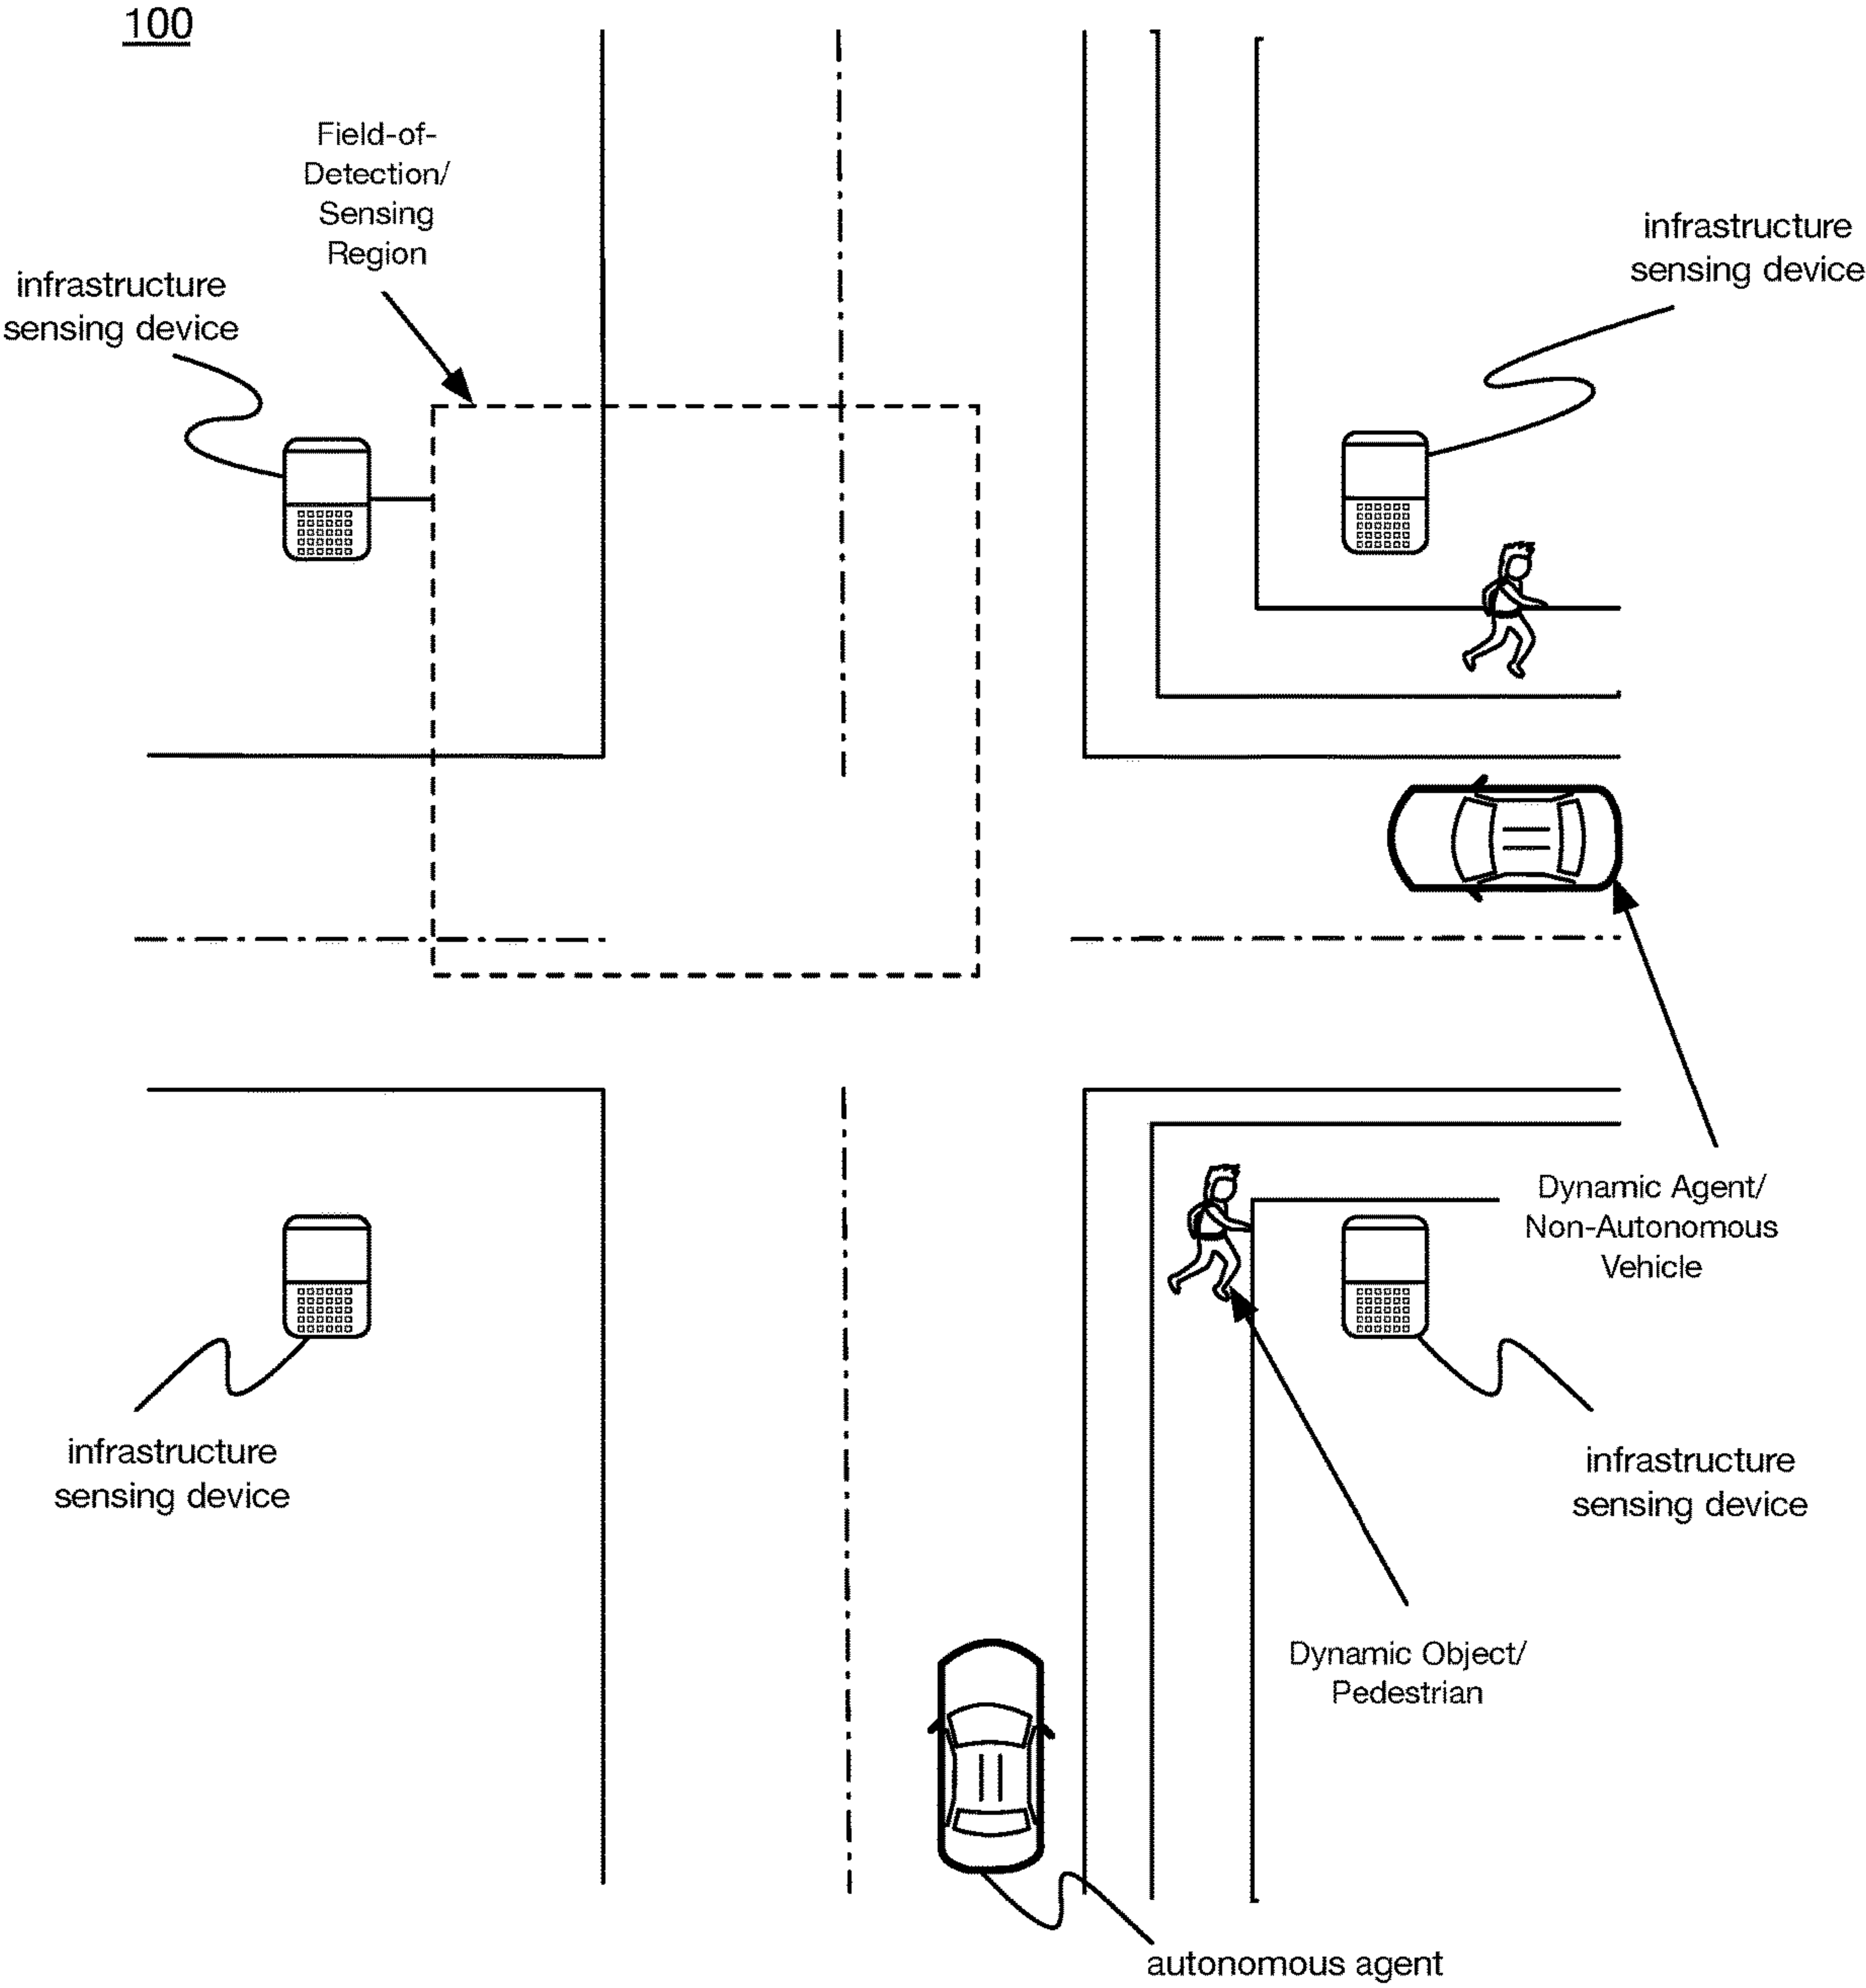 100
Field-of-
Detection/
Sensing
Region
infrastructure
sensing device
infrastructure
sensing device
Dynamic Agent/
Non-Autonomous
Vehicle
infrastructure
sensing device
infrastructure
sensing device
Dynamic Object/
Pedestrian
autonomous agent